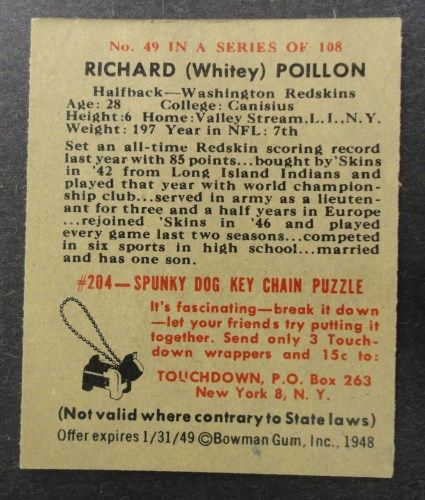 No. 49 IN A SERIES OF 108
RICHARD (Whitey) POILLON
Halfback—Washington Redskins
Age: 28 College: Canisius
Height: 6 Home: Valley Stream, L.I., N.Y.
Weight: 197 Year in NFL: 7th
Set an all-time Redskin scoring record
last year with 85 points...bought by 'Skins
in '42 from Long Island Indians and
played that year with world champion-
ship club...served in army as a lieuten-
ant for three and a half years in Europe
...rejoined 'Skins in '46 and played
every game last two seasons...competed
in six sports in high school...married
and has one son.
#204—SPUNKY DOG KEY CHAIN PUZZLE
It's fascinating—break it down
—let your friends try putting it
together. Send only 3 Touch-
down wrappers and 15c to:
TOUCHDOWN, P.O. Box 263
New York 8, N. Y.
(Not valid where contrary to State laws)
Offer expires 1/31/49 ©Bowman Gum, Inc., 1948